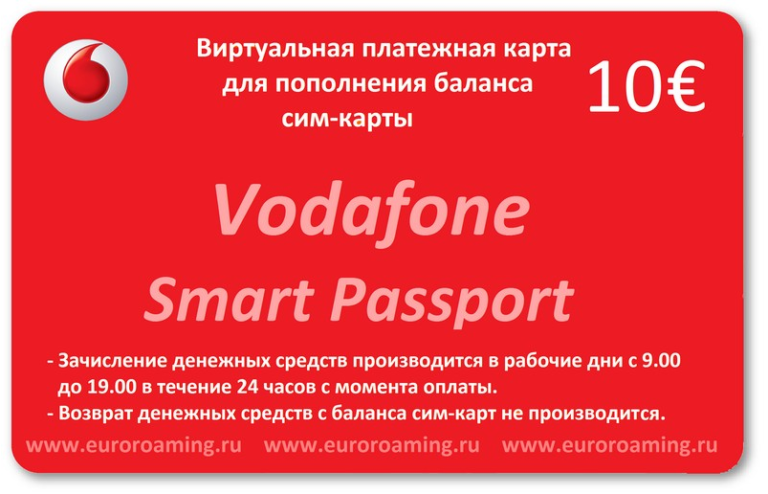 Виртуальная платежная карта
для пополнения баланса
сим-карты
10€
Vodafone
Smart Passport
- Зачисление денежных средств производится в рабочие дни с 9.00
до 19.00 в течение 24 часов с момента оплаты.
- Возврат денежных средств с баланса сим-карт не производится.
www.euroroaming.ru www.euroroaming.ru www.euroroaming.ru